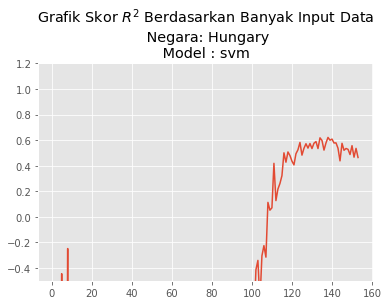 Grafik Skor R² Berdasarkan Banyak Input Data
Negara: Hungary
Model : svm
1.2
1.0
0.8
0.6
0.4
0.2
0.0
−0.2
−0.4
0 20 40 60 80 100 120 140 160